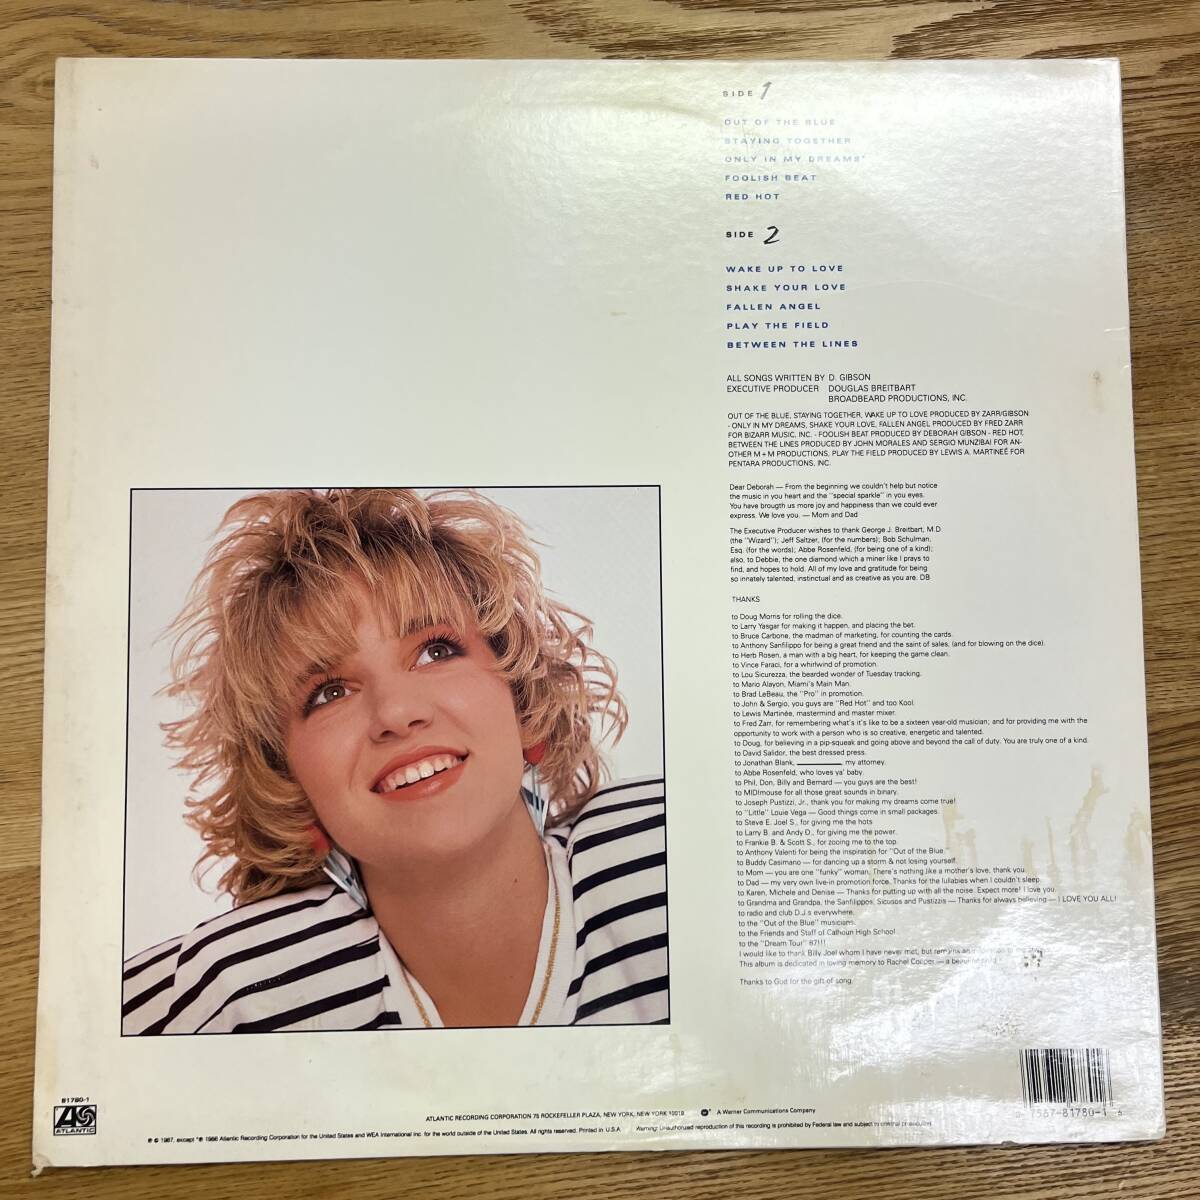 SIDE 1
OUT OF THE BLUE
STAYING TOGETHER
ONLY IN MY DREAMS*
FOOLISH BEAT
RED HOT
SIDE 2
WAKE UP TO LOVE
SHAKE YOUR LOVE
FALLEN ANGEL
PLAY THE FIELD
BETWEEN THE LINES
ALL SONGS WRITTEN BY D. GIBSON
EXECUTIVE PRODUCER DOUGLAS BREITBART
BROADBEARD PRODUCTIONS, INC.
OUT OF THE BLUE, STAYING TOGETHER, WAKE UP TO LOVE PRODUCED BY ZARR/GIBSON
- ONLY IN MY DREAMS, SHAKE YOUR LOVE, FALLEN ANGEL PRODUCED BY FRED ZARR
FOR BIZARR MUSIC, INC. - FOOLISH BEAT PRODUCED BY DEBORAH GIBSON - RED HOT,
BETWEEN THE LINES PRODUCED BY JOHN MORALES AND SERGIO MUNZIBAI FOR AN-
OTHER M + M PRODUCTIONS, PLAY THE FIELD PRODUCED BY LEWIS A. MARTINEÉ FOR
PENTARA PRODUCTIONS, INC.
Dear Deborah — From the beginning we couldn't help but notice
the music in you heart and the "special sparkle" in you eyes.
You have brougth us more joy and happiness than we could ever
express. We love you. — Mom and Dad
The Executive Producer wishes to thank George J. Breitbart, M.D.
(the "Wizard"); Jeff Saltzer, (for the numbers); Bob Schulman,
Esq. (for the words); Abbe Rosenfeld, (for being one of a kind);
also, to Debbie, the one diamond which a miner like I prays to
find, and hopes to hold. All of my love and gratitude for being
so innately talented, instinctual and as creative as you are. DB
THANKS
to Doug Morris for rolling the dice.
to Larry Yasgar for making it happen, and placing the bet.
to Bruce Carbone, the madman of marketing, for counting the cards.
to Anthony Sanfilippo for being a great friend and the saint of sales, (and for blowing on the dice).
to Herb Rosen, a man with a big heart, for keeping the game clean.
to Vince Faraci, for a whirlwind of promotion.
to Lou Sicurezza, the bearded wonder of Tuesday tracking.
to Mario Alayon, Miami's Main Man.
to Brad LeBeau, the "Pro" in promotion.
to John & Sergio, you guys are "Red Hot" and too Kool.
to Lewis Martinée, mastermind and master mixer.
to Fred Zarr, for remembering what's it's like to be a sixteen year-old musician; and for providing me with the
opportunity to work with a person who is so creative, energetic and talented.
to Doug, for believing in a pip-squeak and going above and beyond the call of duty. You are truly one of a kind.
to David Salidor, the best dressed press.
to Jonathan Blank, ________ my attorney.
to Abbe Rosenfeld, who loves ya' baby.
to Phil, Don, Billy and Bernard — you guys are the best!
to MIDImouse for all those great sounds in binary.
to Joseph Pustizzi, Jr., thank you for making my dreams come true!
to "Little" Louie Vega — Good things come in small packages.
to Steve E. Joel S., for giving me the hots
to Larry B. and Andy D., for giving me the power.
to Frankie B. & Scott S., for zooing me to the top.
to Anthony Valenti for being the inspiration for "Out of the Blue."
to Buddy Casimano — for dancing up a storm & not losing yourself.
to Mom — you are one "funky" woman. There's nothing like a mother's love, thank you.
to Dad — my very own live-in promotion force. Thanks for the lullabies when I couldn't sleep.
to Karen, Michele and Denise — Thanks for putting up with all the noise. Expect more! I love you.
to Grandma and Grandpa, the Sanfilippos, Sicusos and Pustizzis — Thanks for always believing — I LOVE YOU ALL!
to radio and club D.J.s everywhere.
to the "Out of the Blue" musicians.
to the Friends and Staff of Calhoun High School.
to the "Dream Tour" 87!!!
I would like to thank Billy Joel whom I have never met, but remains an
This album is dedicated in loving memory to Rachel Cooper — a
Thanks to God for the gift of song.
81780-1
ATLANTIC
ATLANTIC RECORDING CORPORATION 75 ROCKEFELLER PLAZA, NEW YORK, NEW YORK 10019 A Warner Communications Company
℗ © 1987, except *℗ 1986 Atlantic Recording Corporation for the United States and WEA International Inc. for the world outside of the United States. All rights reserved. Printed in U.S.A. Warning: Unauthorized reproduction of this recording is prohibited by Federal law and subject to criminal prosecution.
7567-81780-1 6